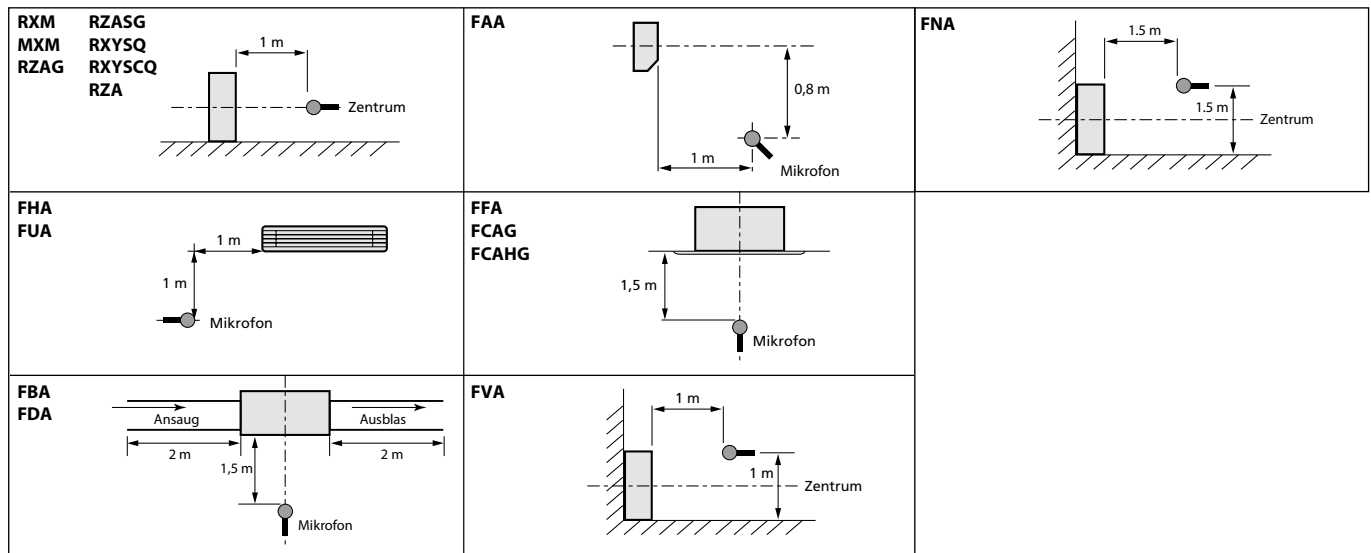 RXM RZASG
MXM RXYSQ
RZAG RXYSCQ
RZA
1 m
Zentrum
FAA
0,8 m
1 m
Mikrofon
FNA
1.5 m
1.5 m
Zentrum
FHA
FUA
1 m
1 m
Mikrofon
FFA
FCAG
FCAHG
1,5 m
Mikrofon
FBA
FDA
Ansaug
Ausblas
2 m
2 m
1,5 m
Mikrofon
FVA
1 m
1 m
Zentrum